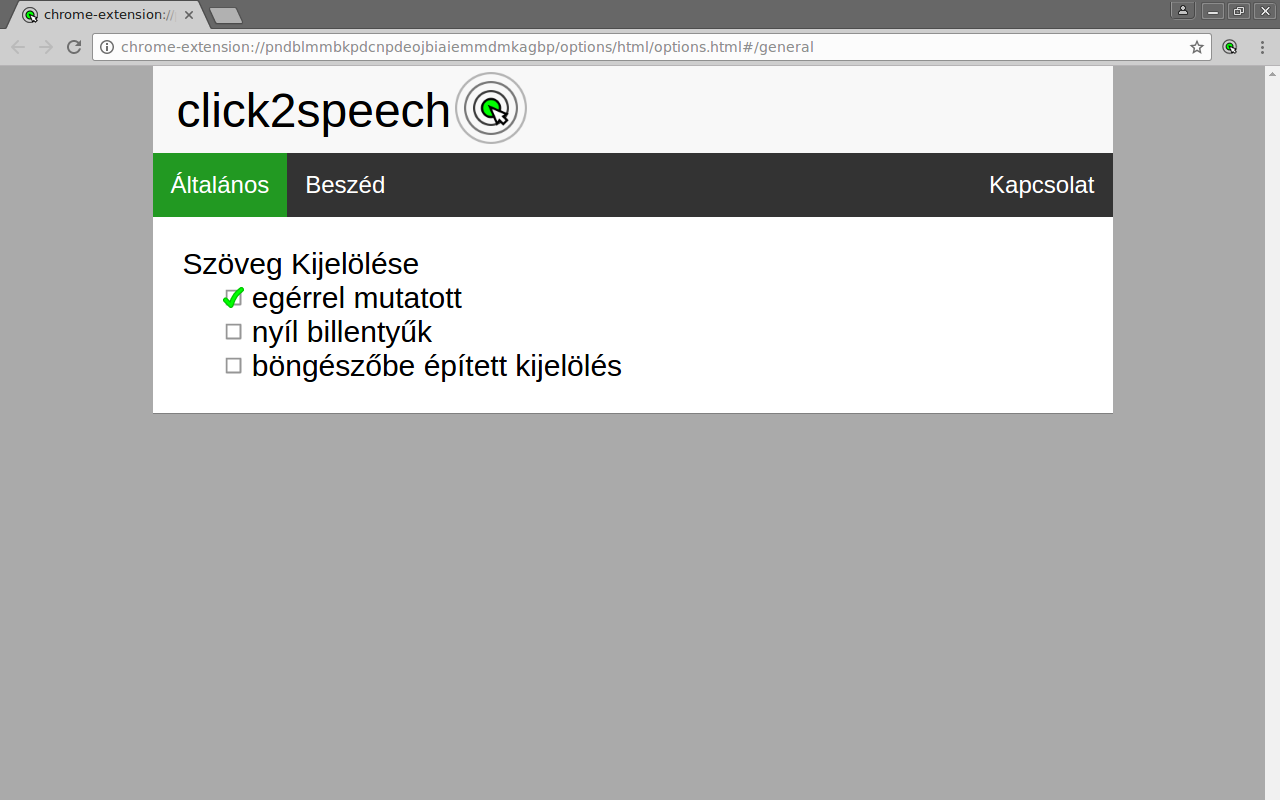 chrome-extension://
chrome-extension://pndblmmbkpdcnpdeojbiaiemmdmkagbp/options/html/options.html#/general
click2speech
Általános Beszéd Kapcsolat
Szöveg Kijelölése
egérrel mutatott
nyíl billentyűk
böngészőbe épített kijelölés